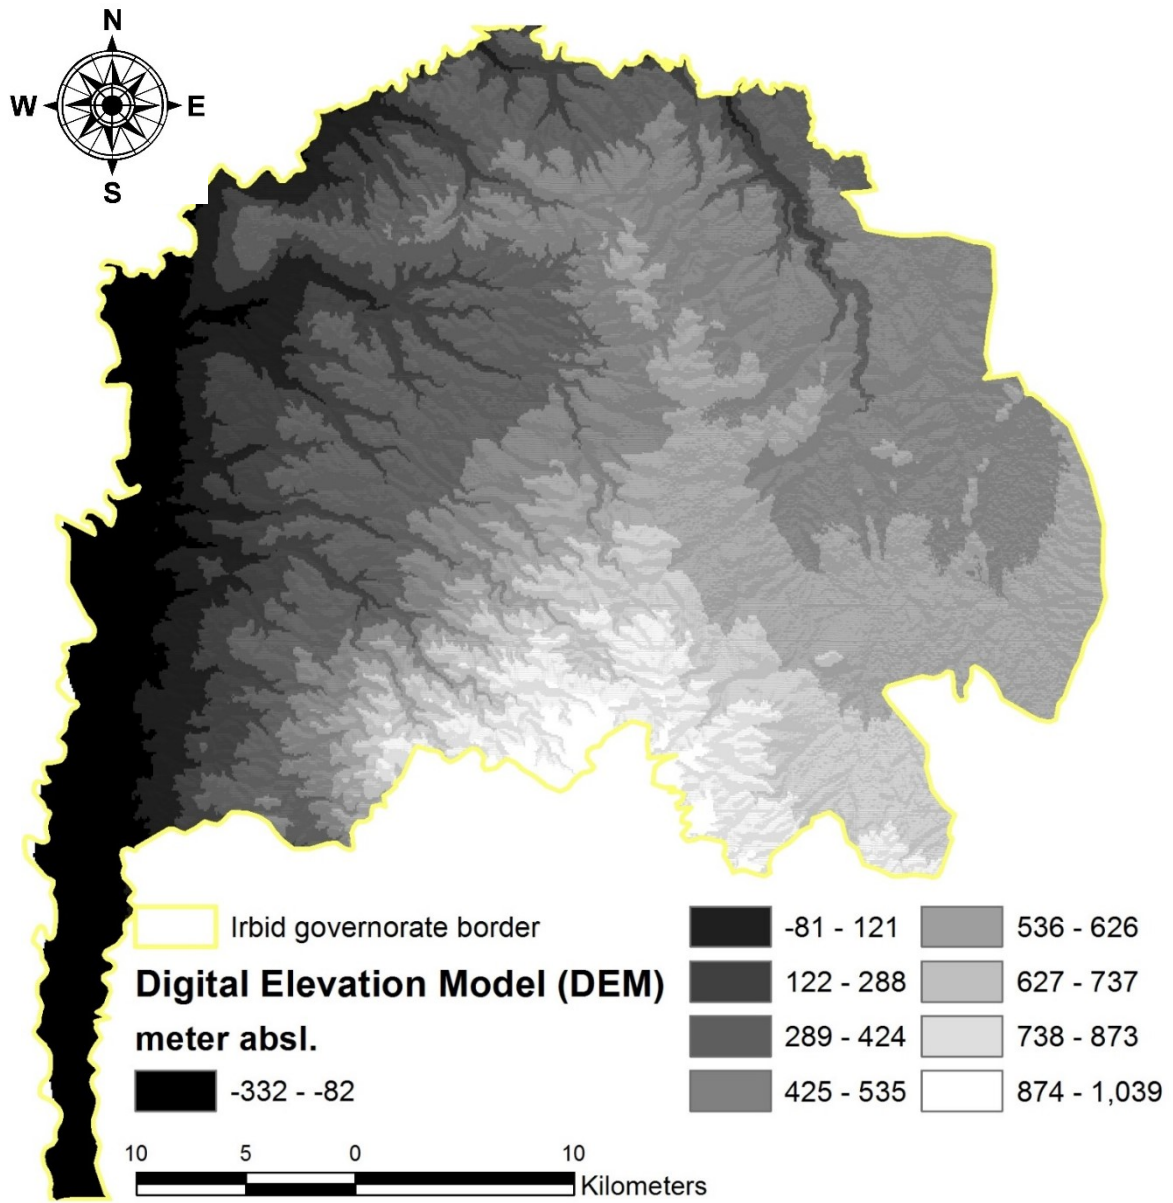 N
W E
S
Irbid governorate border
Digital Elevation Model (DEM)
meter absl.
-332 - -82
-81 - 121
122 - 288
289 - 424
425 - 535
536 - 626
627 - 737
738 - 873
874 - 1,039
10 5 0 10
Kilometers